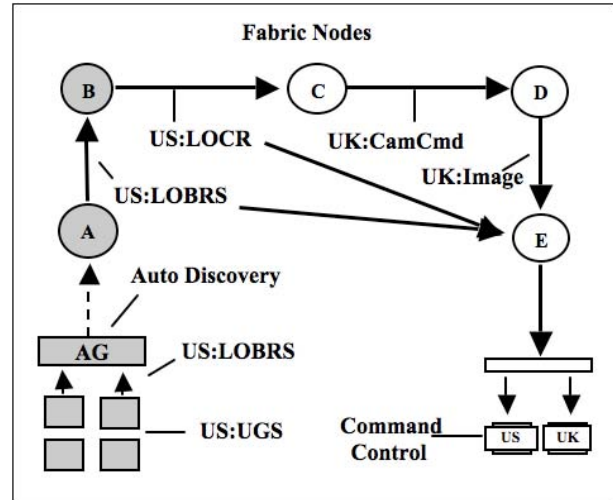 Fabric Nodes
B
C
D
US:LOCR
UK:CamCmd
UK:Image
US:LOBRS
A
E
Auto Discovery
AG
US:LOBRS
US:UGS
Command
Control
US
UK